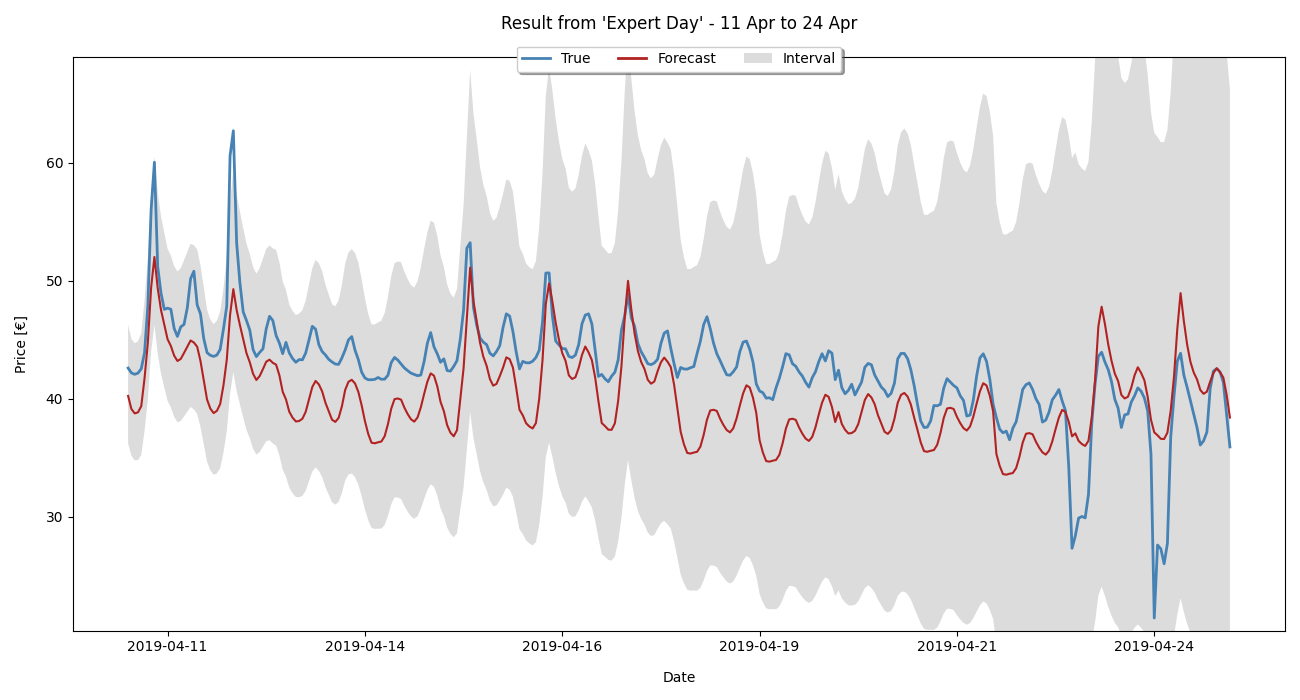 Result from 'Expert Day' - 11 Apr to 24 Apr
True Forecast Interval
Price [€]
60
50
40
30
2019-04-11 2019-04-14 2019-04-16 2019-04-19 2019-04-21 2019-04-24
Date